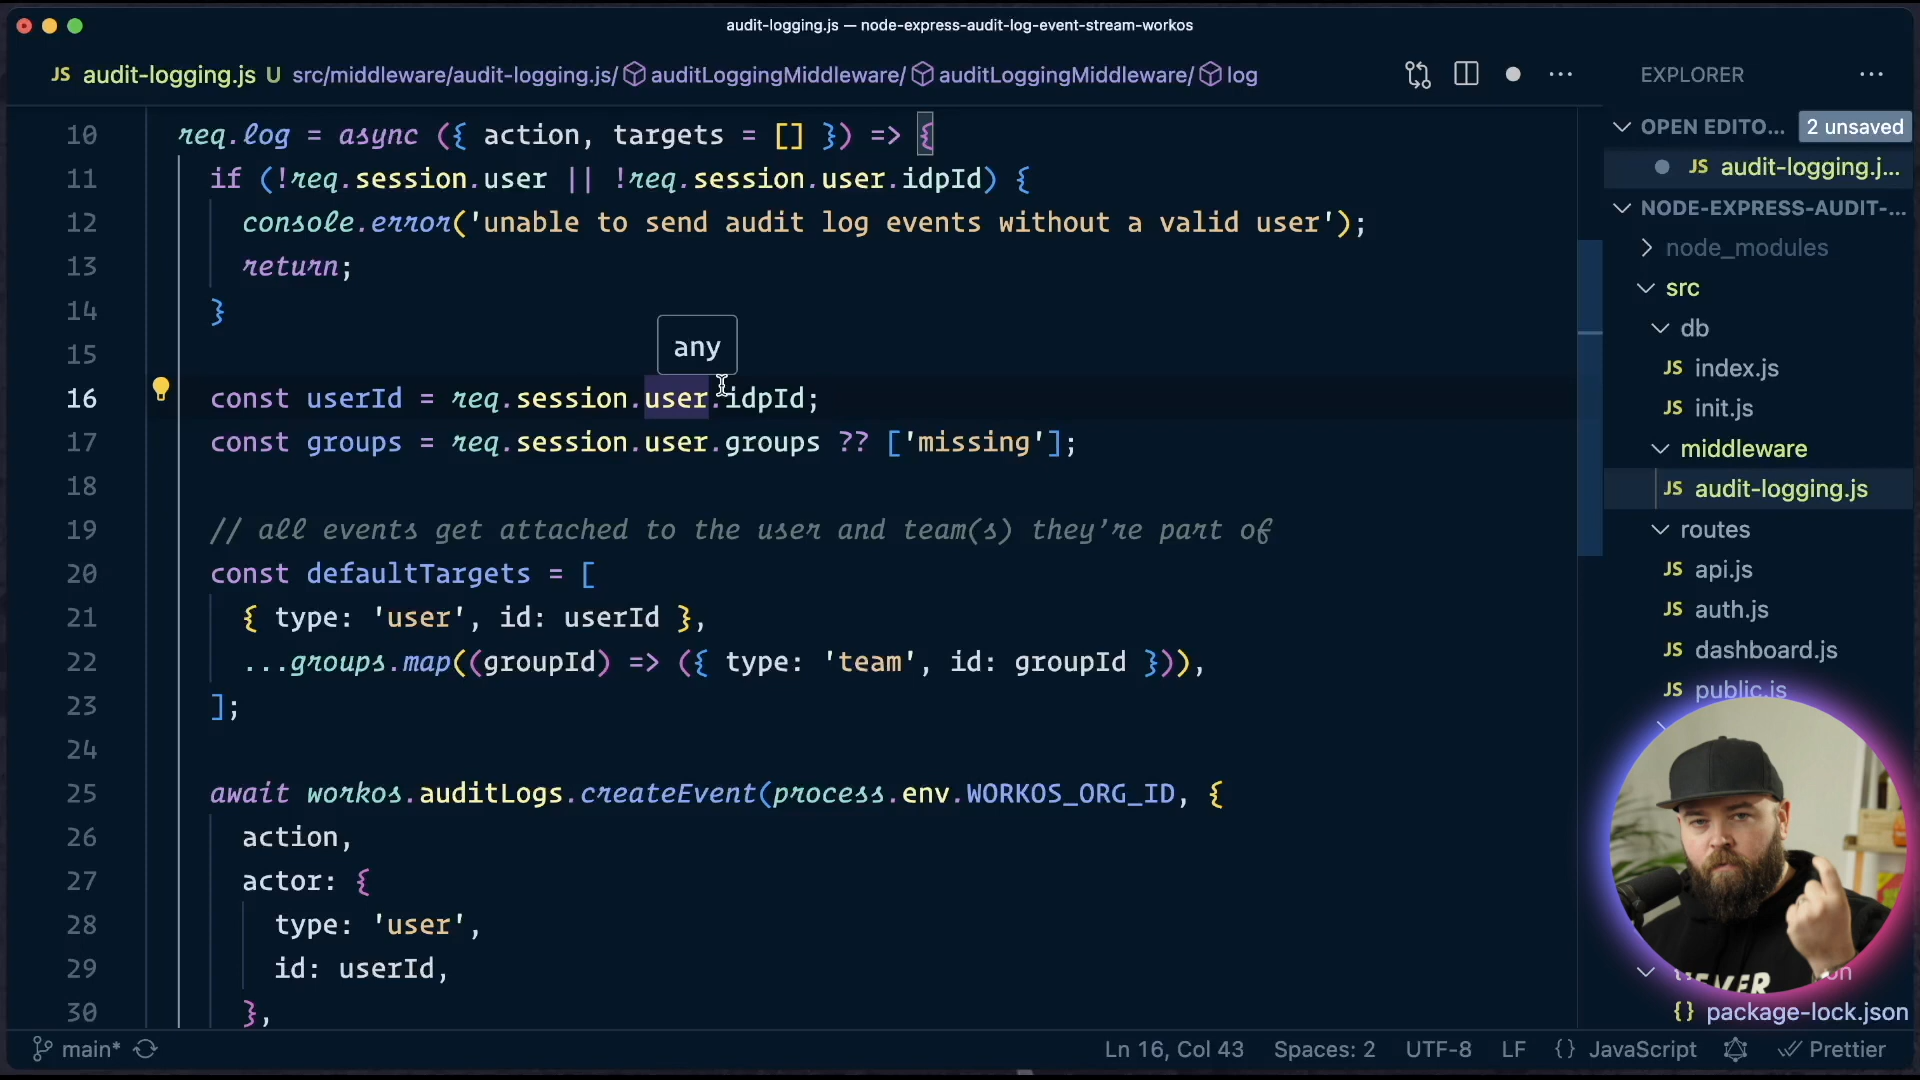 audit-logging.js — node-express-audit-log-event-stream-workos
JS audit-logging.js U src/middleware/audit-logging.js/ auditLoggingMiddleware/ auditLoggingMiddleware/ log
10 req.log = async ({ action, targets = [] }) => {
11 if (!req.session.user || !req.session.user.idpId) {
12 console.error('unable to send audit log events without a valid user');
13 return;
14 }
15
any
16 const userId = req.session.user.idpId;
17 const groups = req.session.user.groups ?? ['missing'];
18
19 // all events get attached to the user and team(s) they're part of
20 const defaultTargets = [
21 { type: 'user', id: userId },
22 ...groups.map((groupId) => ({ type: 'team', id: groupId })),
23 ];
24
25 await workos.auditLogs.createEvent(process.env.WORKOS_ORG_ID, {
26 action,
27 actor: {
28 type: 'user',
29 id: userId,
30 },
EXPLORER
OPEN EDITO... 2 unsaved
JS audit-logging.j...
NODE-EXPRESS-AUDIT-...
node_modules
src
db
JS index.js
JS init.js
middleware
JS audit-logging.js
routes
JS api.js
JS auth.js
JS dashboard.js
JS public.js
{} package-lock.json
main* Ln 16, Col 43 Spaces: 2 UTF-8 LF {} JavaScript Prettier